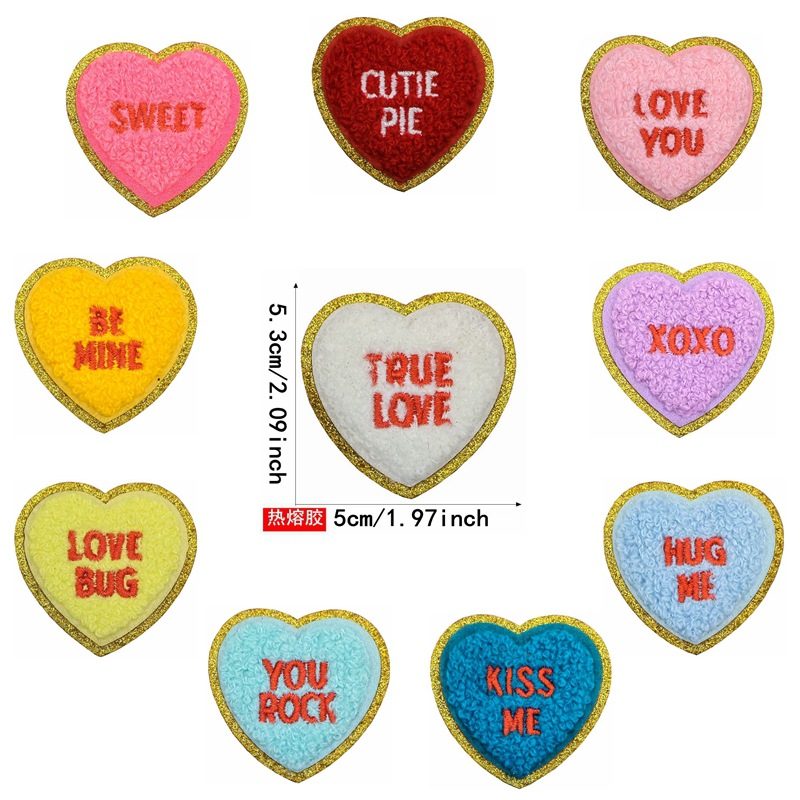 SWEET
CUTIE
PIE
LOVE
YOU
BE
MINE
5.3cm/2.09inch
TRUE
LOVE
XOXO
热熔胶 5cm/1.97inch
LOVE
BUG
HUG
ME
YOU
ROCK
KISS
ME